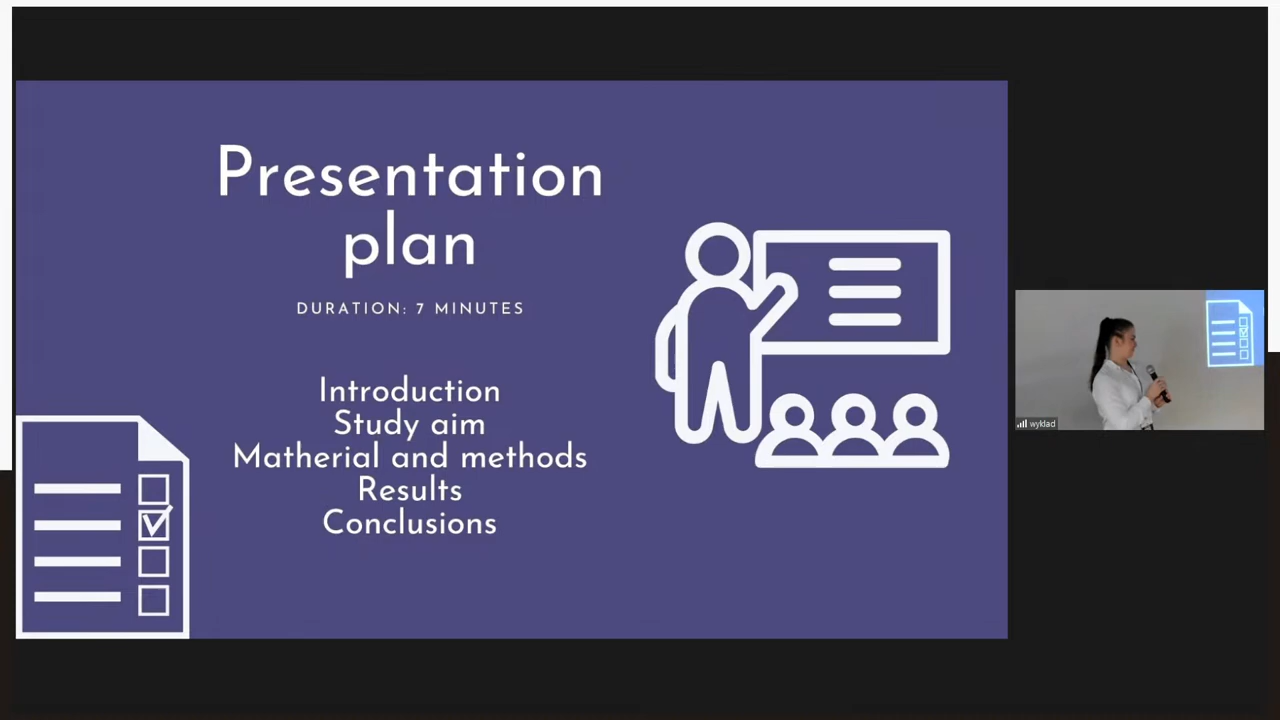 Presentation
plan
DURATION: 7 MINUTES
Introduction
Study aim
Matherial and methods
Results
Conclusions
wyklad